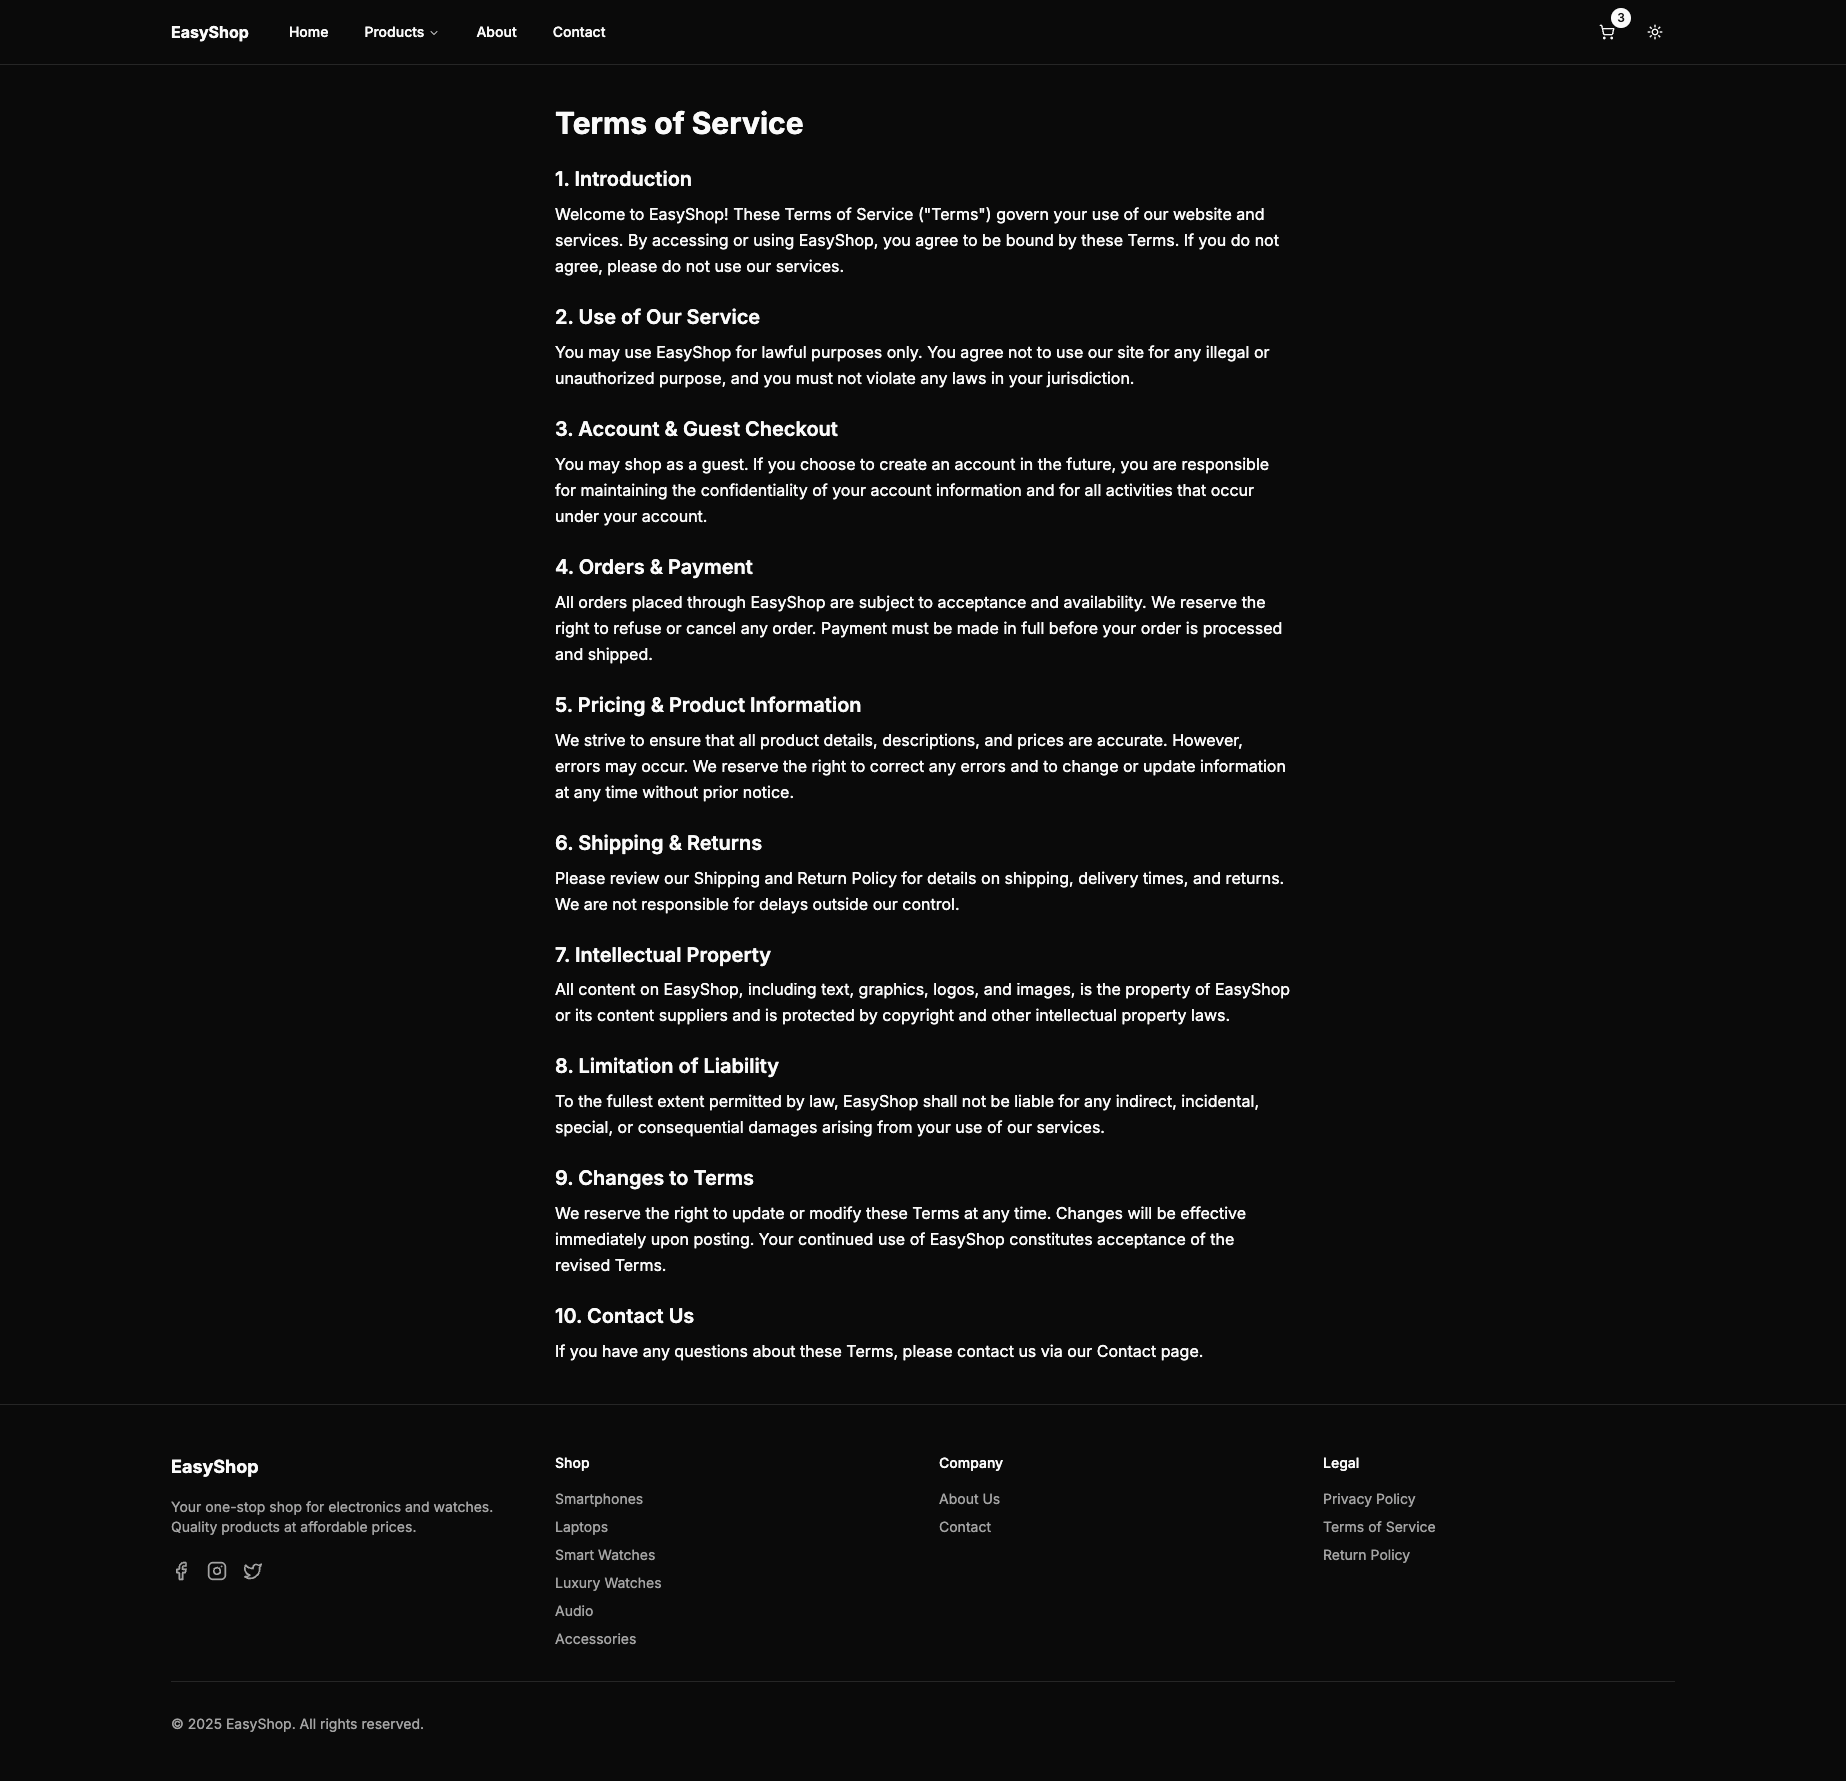 EasyShop
Home
Products
About
Contact
3
Terms of Service
1. Introduction
Welcome to EasyShop! These Terms of Service ("Terms") govern your use of our website and
services. By accessing or using EasyShop, you agree to be bound by these Terms. If you do not
agree, please do not use our services.
2. Use of Our Service
You may use EasyShop for lawful purposes only. You agree not to use our site for any illegal or
unauthorized purpose, and you must not violate any laws in your jurisdiction.
3. Account & Guest Checkout
You may shop as a guest. If you choose to create an account in the future, you are responsible
for maintaining the confidentiality of your account information and for all activities that occur
under your account.
4. Orders & Payment
All orders placed through EasyShop are subject to acceptance and availability. We reserve the
right to refuse or cancel any order. Payment must be made in full before your order is processed
and shipped.
5. Pricing & Product Information
We strive to ensure that all product details, descriptions, and prices are accurate. However,
errors may occur. We reserve the right to correct any errors and to change or update information
at any time without prior notice.
6. Shipping & Returns
Please review our Shipping and Return Policy for details on shipping, delivery times, and returns.
We are not responsible for delays outside our control.
7. Intellectual Property
All content on EasyShop, including text, graphics, logos, and images, is the property of EasyShop
or its content suppliers and is protected by copyright and other intellectual property laws.
8. Limitation of Liability
To the fullest extent permitted by law, EasyShop shall not be liable for any indirect, incidental,
special, or consequential damages arising from your use of our services.
9. Changes to Terms
We reserve the right to update or modify these Terms at any time. Changes will be effective
immediately upon posting. Your continued use of EasyShop constitutes acceptance of the
revised Terms.
10. Contact Us
If you have any questions about these Terms, please contact us via our Contact page.
EasyShop
Your one-stop shop for electronics and watches.
Quality products at affordable prices.
Shop
Smartphones
Laptops
Smart Watches
Luxury Watches
Audio
Accessories
Company
About Us
Contact
Legal
Privacy Policy
Terms of Service
Return Policy
© 2025 EasyShop. All rights reserved.